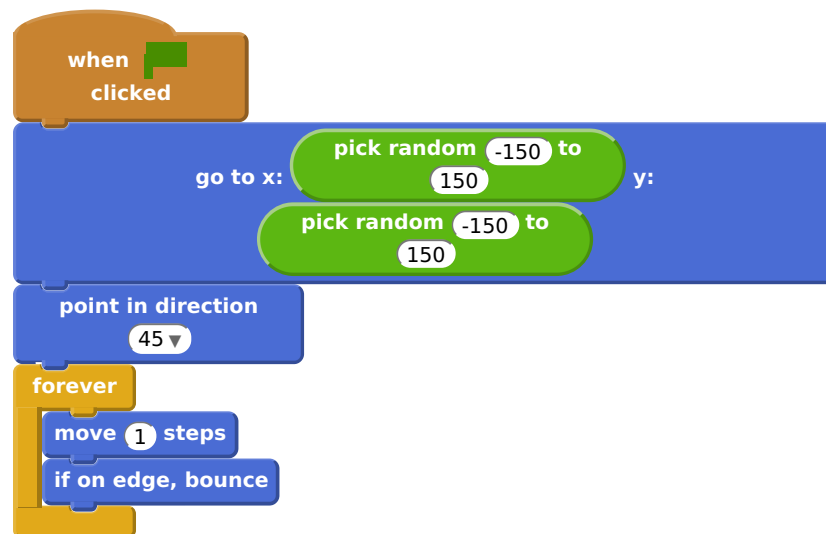 when
clicked
pick random -150 to
150
go to x: y:
pick random -150 to
150
point in direction
45 ▼
forever
move 1 steps
if on edge, bounce